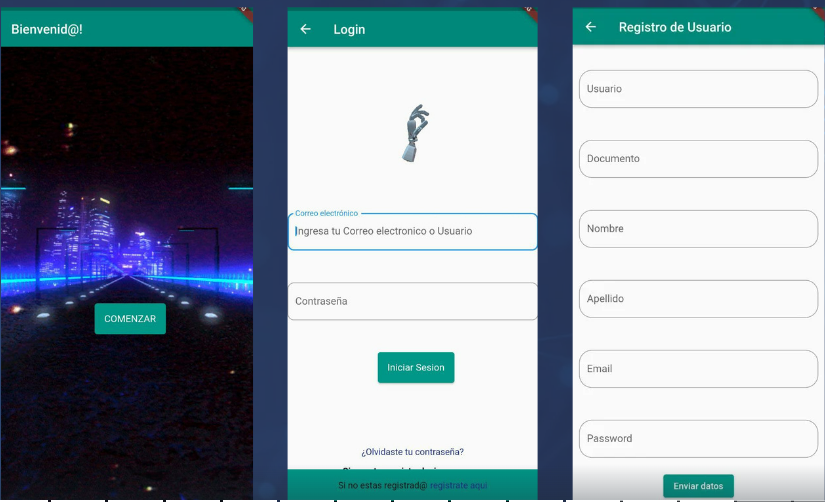 Bienvenid@!
COMENZAR
Login
Correo electrónico
Ingresa tu Correo electronico o Usuario
Contraseña
Iniciar Sesion
¿Olvidaste tu contraseña?
Si no estas registrad@ registrate aqui
Registro de Usuario
Usuario
Documento
Nombre
Apellido
Email
Password
Enviar datos